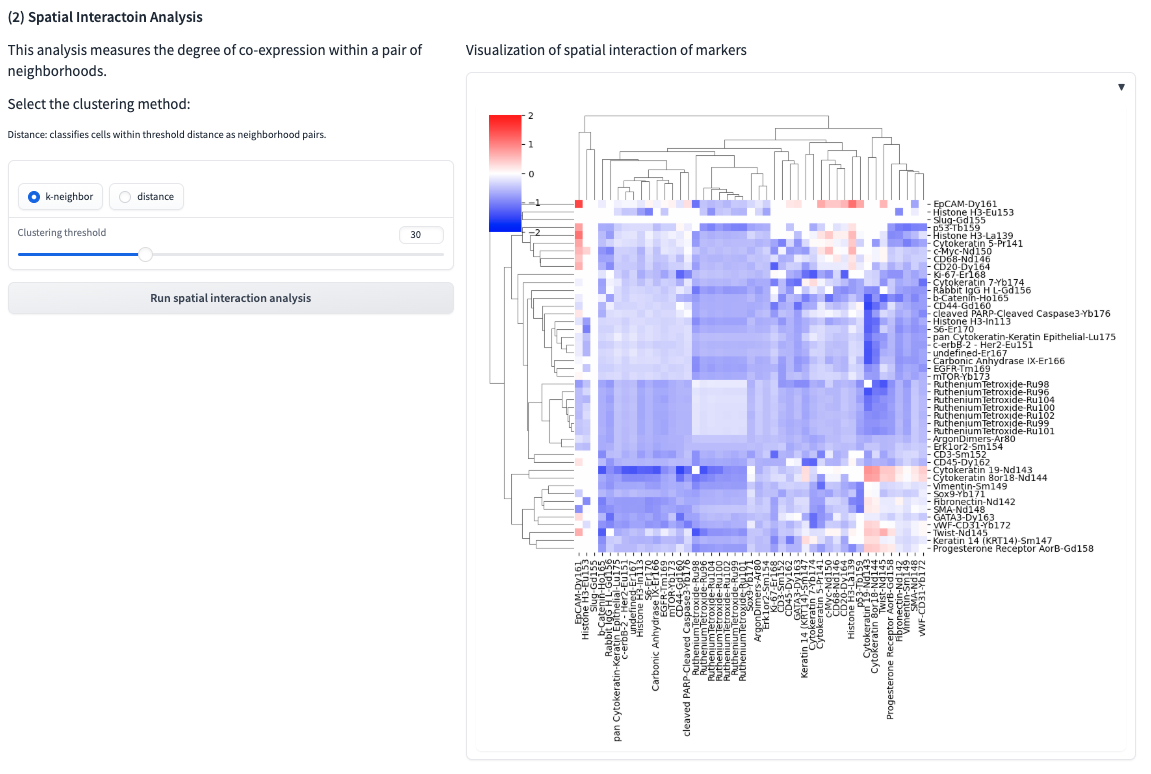 (2) Spatial Interactoin Analysis
This analysis measures the degree of co-expression within a pair of
neighborhoods.
Select the clustering method:
Distance: classifies cells within threshold distance as neighborhood pairs.
k-neighbor
distance
Clustering threshold
30
Run spatial interaction analysis
Visualization of spatial interaction of markers
▼
2
1
0
−1
−2
EpCAM-Dy161
Histone H3-Eu153
Slug-Gd155
p53-Tb159
Histone H3-La139
Cytokeratin 5-Pr141
c-Myc-Nd150
CD68-Nd146
CD20-Dy164
Ki-67-Er168
Cytokeratin 7-Yb174
Rabbit IgG H L-Gd156
b-Catenin-Ho165
CD44-Gd160
cleaved PARP-Cleaved Caspase3-Yb176
Histone H3-In113
S6-Er170
pan Cytokeratin-Keratin Epithelial-Lu175
c-erbB-2 - Her2-Eu151
undefined-Er167
Carbonic Anhydrase IX-Er166
EGFR-Tm169
mTOR-Yb173
RutheniumTetroxide-Ru98
RutheniumTetroxide-Ru96
RutheniumTetroxide-Ru104
RutheniumTetroxide-Ru100
RutheniumTetroxide-Ru102
RutheniumTetroxide-Ru99
RutheniumTetroxide-Ru101
ArgonDimers-Ar80
Erk1or2-Sm154
CD3-Sm152
CD45-Dy162
Cytokeratin 19-Nd143
Cytokeratin 8or18-Nd144
Vimentin-Sm149
Sox9-Yb171
Fibronectin-Nd142
SMA-Nd148
GATA3-Dy163
vWF-CD31-Yb172
Twist-Nd145
Keratin 14 (KRT14)-Sm147
Progesterone Receptor AorB-Gd158
EpCAM-Dy161
Histone H3-Eu153
Slug-Gd155
b-Catenin-Ho165
Rabbit IgG H L-Gd156
pan Cytokeratin-Keratin Epithelial-Lu175
c-erbB-2 - Her2-Eu151
undefined-Er167
Histone H3-In113
S6-Er170
Carbonic Anhydrase IX-Er166
EGFR-Tm169
mTOR-Yb173
CD44-Gd160
cleaved PARP-Cleaved Caspase3-Yb176
RutheniumTetroxide-Ru98
RutheniumTetroxide-Ru96
RutheniumTetroxide-Ru104
RutheniumTetroxide-Ru100
RutheniumTetroxide-Ru102
RutheniumTetroxide-Ru99
RutheniumTetroxide-Ru101
Sox9-Yb171
ArgonDimers-Ar80
Erk1or2-Sm154
Ki-67-Er168
CD3-Sm152
CD45-Dy162
GATA3-Dy163
Keratin 14 (KRT14)-Sm147
Cytokeratin 7-Yb174
Cytokeratin 5-Pr141
c-Myc-Nd150
CD68-Nd146
CD20-Dy164
Histone H3-La139
p53-Tb159
Cytokeratin 19-Nd143
Cytokeratin 8or18-Nd144
Twist-Nd145
Progesterone Receptor AorB-Gd158
Fibronectin-Nd142
Vimentin-Sm149
SMA-Nd148
vWF-CD31-Yb172